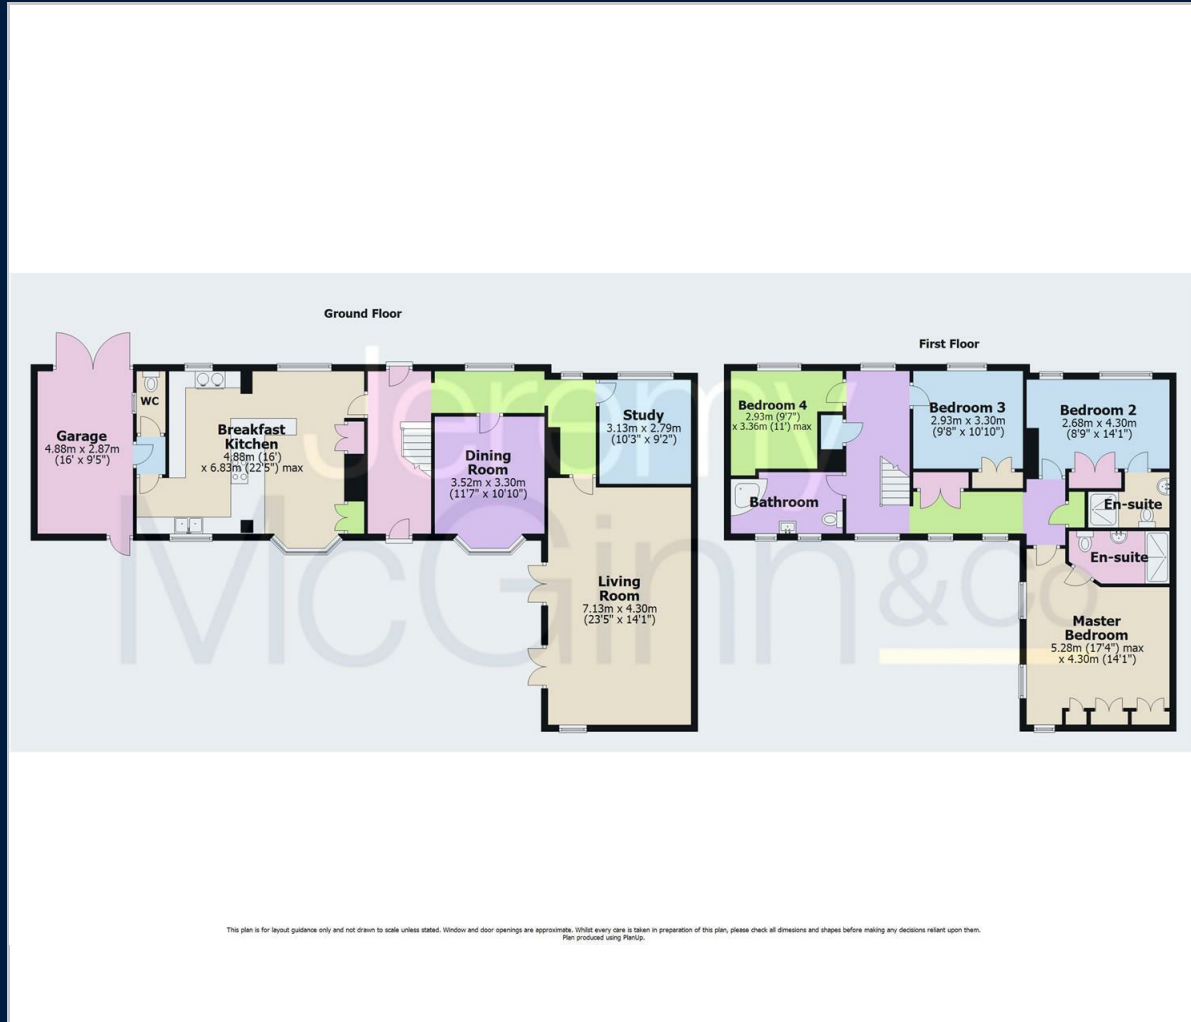 Ground Floor
Garage
4.88m x 2.87m
(16' x 9'5")
WC
Breakfast
Kitchen
4.88m (16')
x 6.83m (22'5") max
Dining
Room
3.52m x 3.30m
(11'7" x 10'10")
Study
3.13m x 2.79m
(10'3" x 9'2")
Living
Room
7.13m x 4.30m
(23'5" x 14'1")
First Floor
Bedroom 4
2.93m (9'7")
x 3.36m (11') max
Bathroom
Bedroom 3
2.93m x 3.30m
(9'8" x 10'10")
Bedroom 2
2.68m x 4.30m
(8'9" x 14'1")
En-suite
En-suite
Master
Bedroom
5.28m (17'4") max
x 4.30m (14'1")
Jeremy
McGinn &Co
This plan is for layout guidance only and not drawn to scale unless stated. Window and door openings are approximate. Whilst every care is taken in preparation of this plan, please check all dimesions and shapes before making any decisions reliant upon them.
Plan produced using PlanUp.